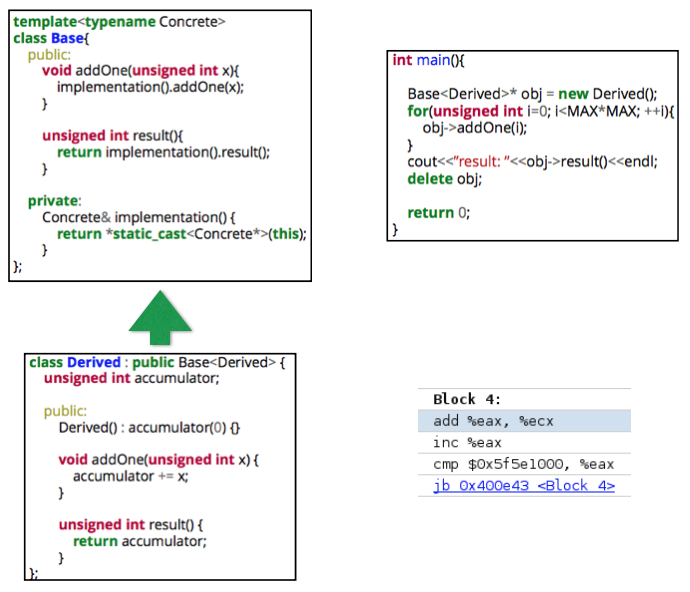 template<typename Concrete>
class Base{
public:
void addOne(unsigned int x){
implementation().addOne(x);
}
unsigned int result(){
return implementation().result();
}
private:
Concrete& implementation() {
return *static_cast<Concrete*>(this);
}
};
class Derived : public Base<Derived> {
unsigned int accumulator;
public:
Derived() : accumulator(0) {}
void addOne(unsigned int x) {
accumulator += x;
}
unsigned int result() {
return accumulator;
}
};
int main(){
Base<Derived>* obj = new Derived();
for(unsigned int i=0; i<MAX*MAX; ++i){
obj->addOne(i);
}
cout<<"result: "<<obj->result()<<endl;
delete obj;
return 0;
}
Block 4:
add %eax, %ecx
inc %eax
cmp $0x5f5e1000, %eax
jb 0x400e43 <Block 4>